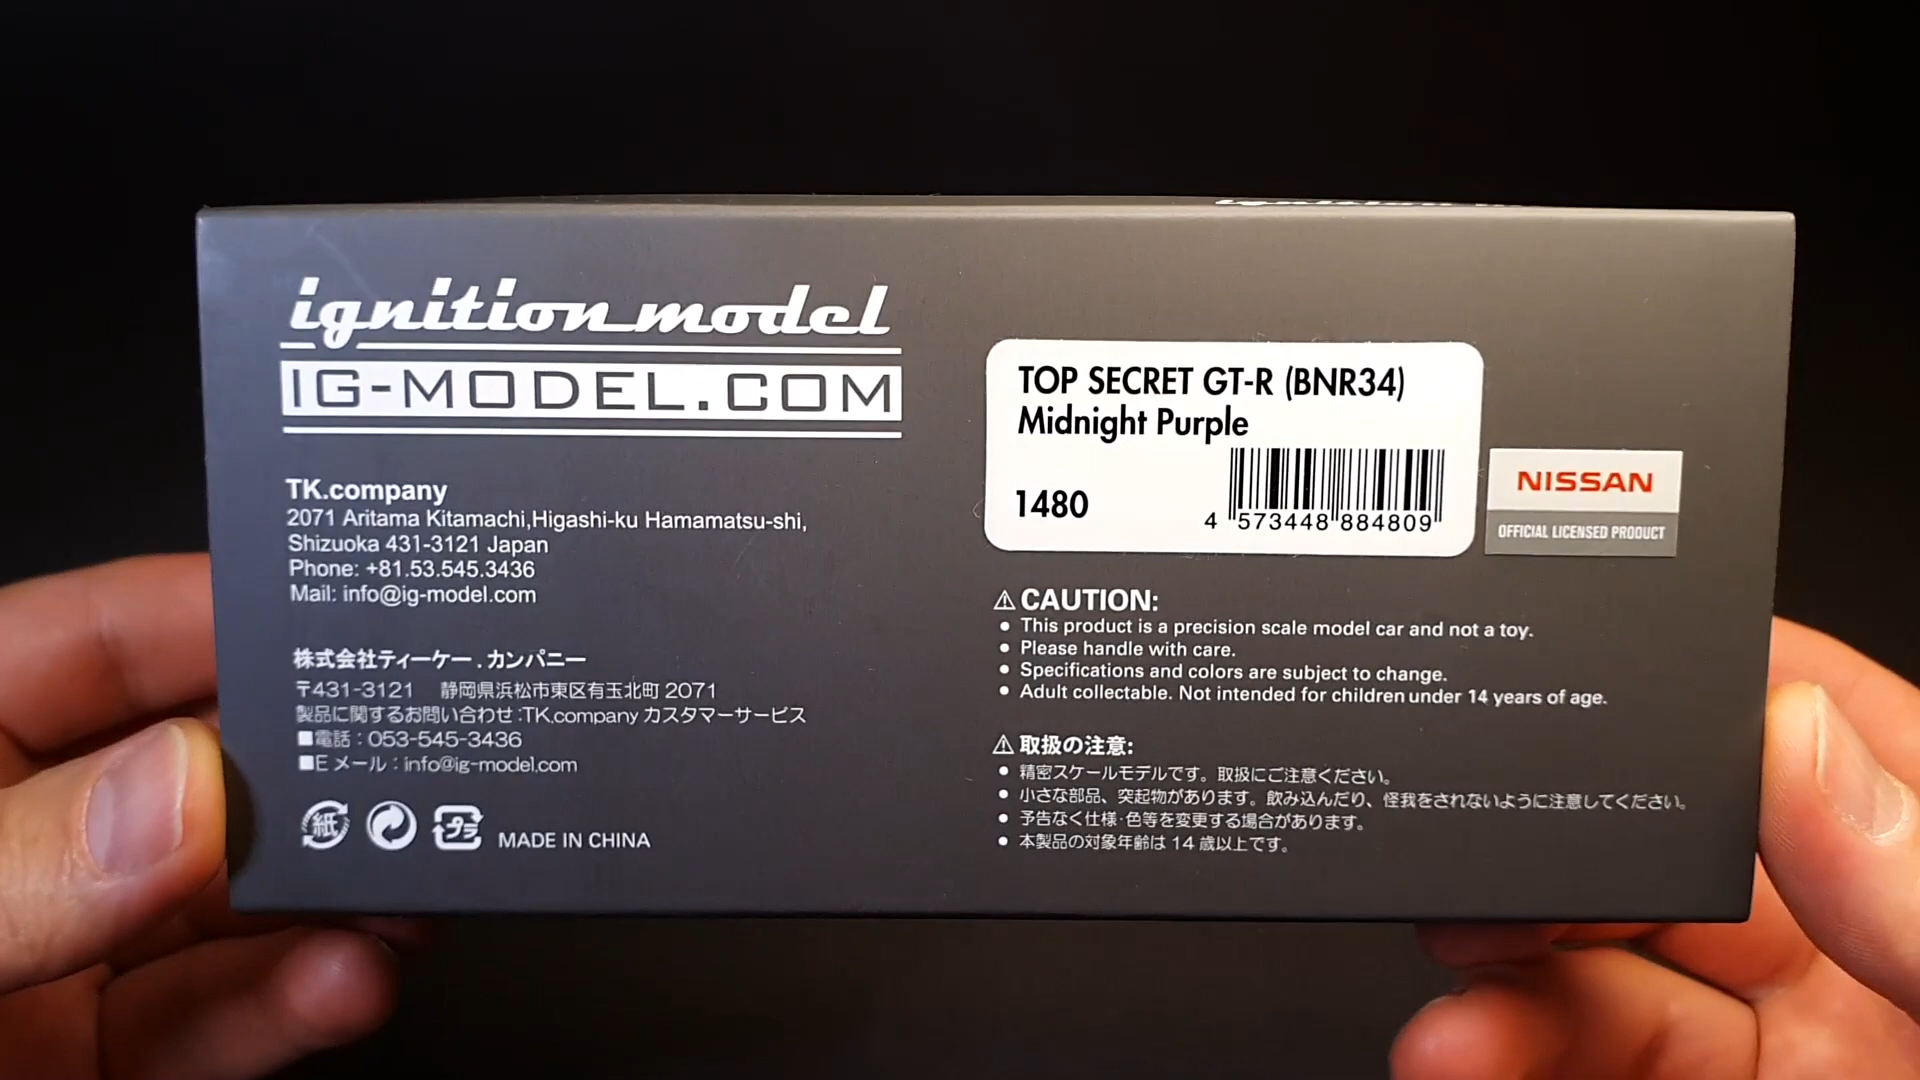 ignition model
IG-MODEL.COM
TK.company
2071 Aritama Kitamachi,Higashi-ku Hamamatsu-shi,
Shizuoka 431-3121 Japan
Phone: +81.53.545.3436
Mail: info@ig-model.com
株式会社ティーケー.カンパニー
〒431-3121 静岡県浜松市東区有玉北町 2071
製品に関するお問い合わせ:TK.company カスタマーサービス
■電話:053-545-3436
■E メール:info@ig-model.com
紙
プラ
MADE IN CHINA
TOP SECRET GT-R (BNR34)
Midnight Purple
1480
4 573448 884809
NISSAN
OFFICIAL LICENSED PRODUCT
⚠ CAUTION:
● This product is a precision scale model car and not a toy.
● Please handle with care.
● Specifications and colors are subject to change.
● Adult collectable. Not intended for children under 14 years of age.
⚠ 取扱の注意:
● 精密スケールモデルです。取扱にご注意ください。
● 小さな部品、突起物があります。飲み込んだり、怪我をされないように注意してください。
● 予告なく仕様・色等を変更する場合があります。
● 本製品の対象年齢は 14 歳以上です。